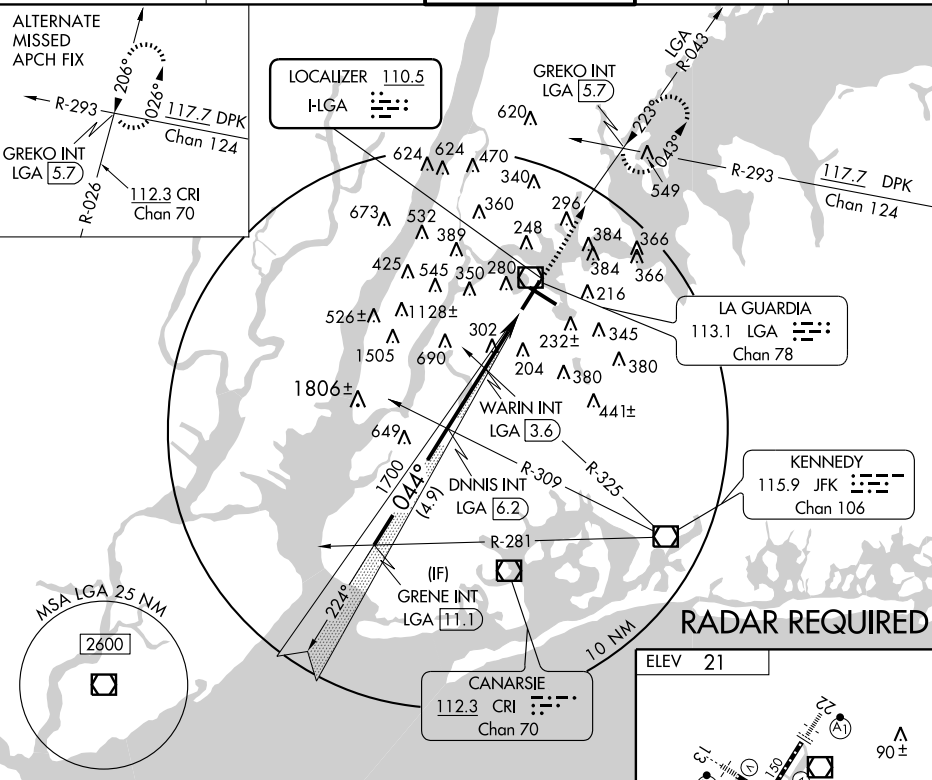 ALTERNATE
MISSED
APCH FIX
206°
026°
R-293
117.7 DPK
Chan 124
GREKO INT
LGA 5.7
112.3 CRI
Chan 70
R-026
LOCALIZER 110.5
I-LGA
GREKO INT
LGA 5.7
LGA
R-043
223°
043°
R-293
117.7 DPK
Chan 124
549
620
624
624
470
340
673
532
360
296
389
248
384
366
384
366
425
545
350
280
216
526±
1128±
302
232±
345
1505
690
204
380
380
1806±
441±
649
LA GUARDIA
113.1 LGA
Chan 78
WARIN INT
LGA 3.6
R-309
R-325
DNNIS INT
LGA 6.2
1700
044°
(4.9)
KENNEDY
115.9 JFK
Chan 106
R-281
(IF)
GRENE INT
LGA 11.1
224°
10 NM
MSA LGA 25 NM
2600
CANARSIE
112.3 CRI
Chan 70
RADAR REQUIRED
ELEV 21
22
A1
13
V
150
90±